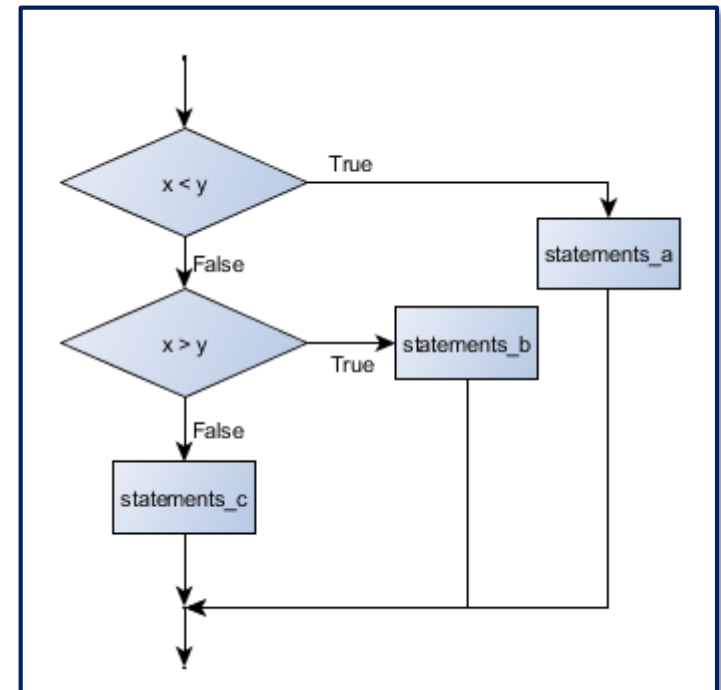 x < y
True
statements_a
False
x > y
True
statements_b
False
statements_c